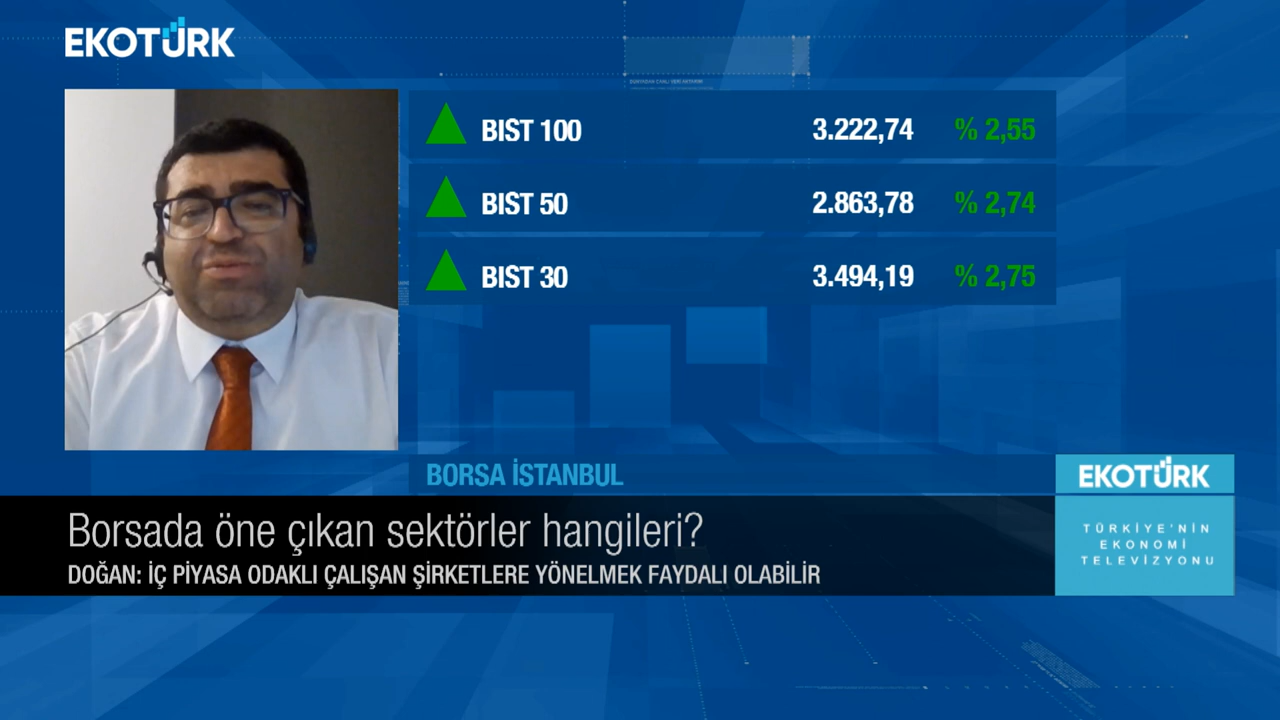 EKOTÜRK
BIST 100 3.222,74 % 2,55
BIST 50 2.863,78 % 2,74
BIST 30 3.494,19 % 2,75
BORSA İSTANBUL
EKOTÜRK
Borsada öne çıkan sektörler hangileri?
DOĞAN: İÇ PİYASA ODAKLI ÇALIŞAN ŞİRKETLERE YÖNELMEK FAYDALI OLABİLİR
TÜRKİYE'NİN
EKONOMİ
TELEVİZYONU